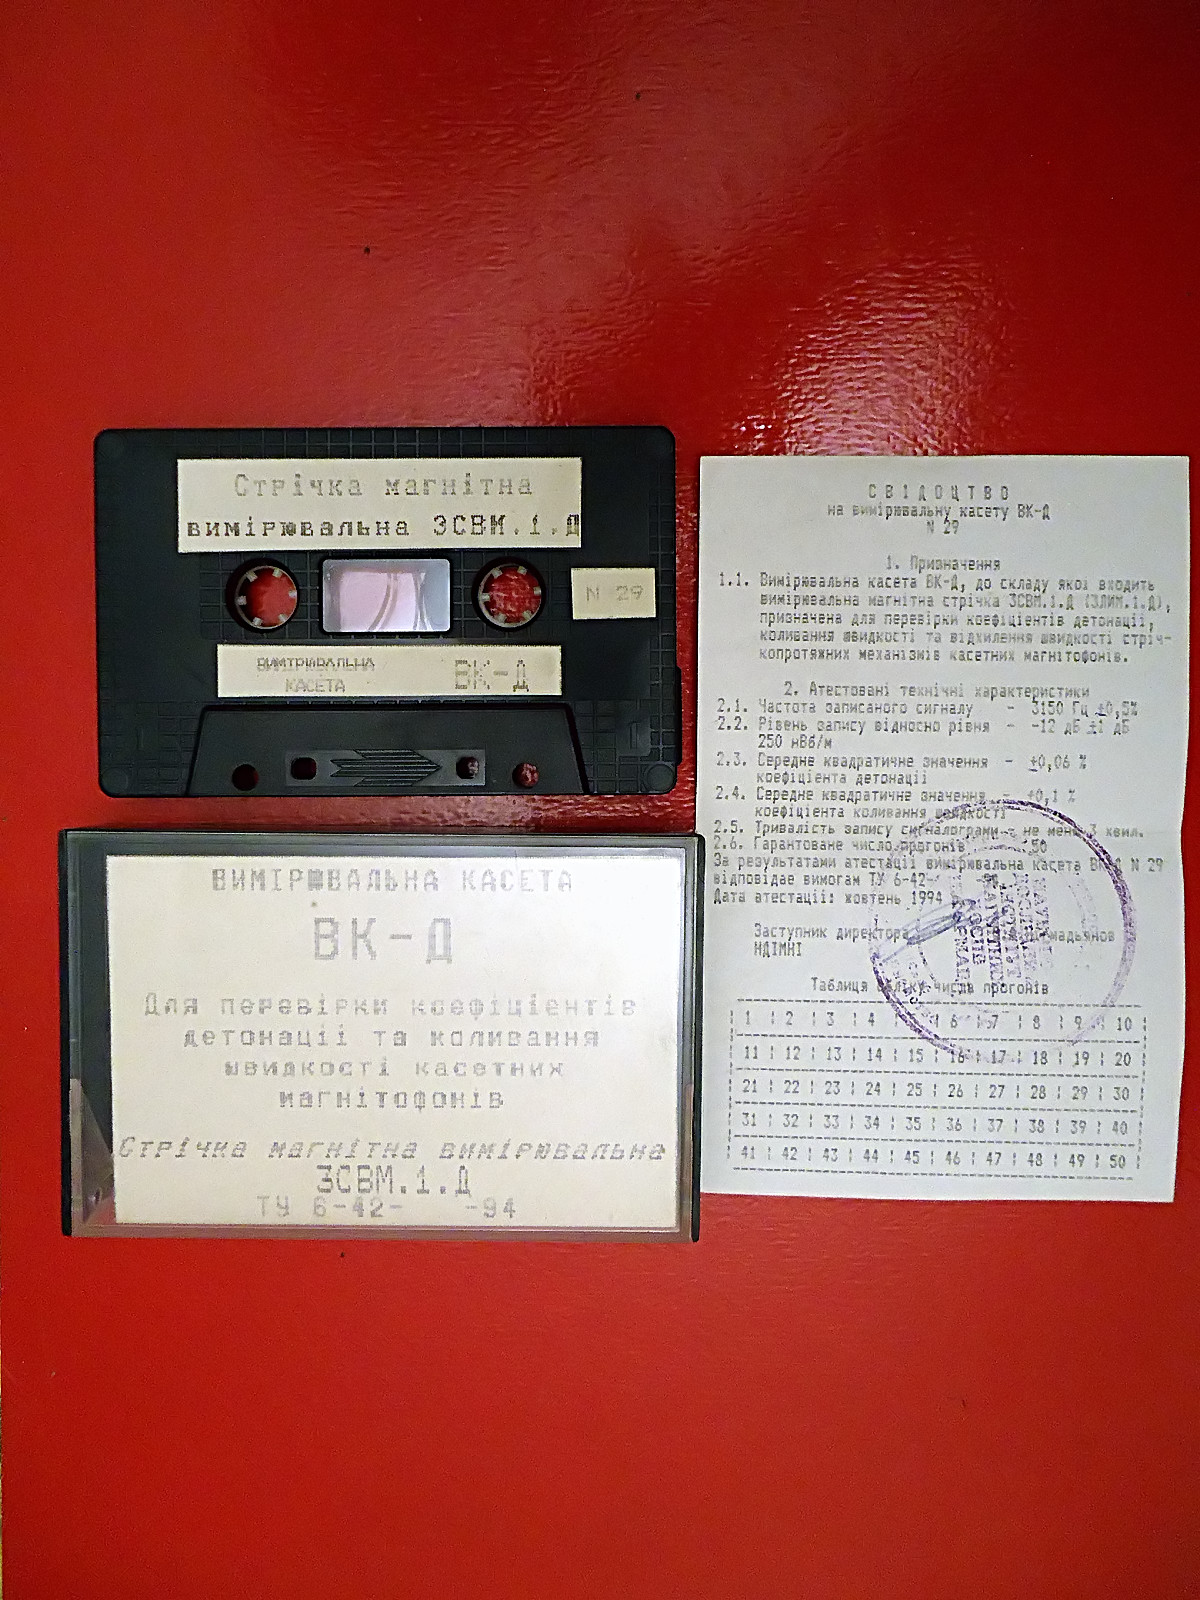 Стрічка магнітна
вимірювальна ЗСВМ.1.Д
N 29
ВИМІРЮВАЛЬНА
КАСЕТА
ВК-Д
ВИМІРЮВАЛЬНА КАСЕТА
ВК-Д
Для перевірки коефіцієнтів
детонації та коливання
швидкості касетних
магнітофонів
Стрічка магнітна вимірювальна
ЗСВМ.1.Д
ТУ 6-42-    -94
СВІДОЦТВО
на вимірювальну касету ВК-Д
N 29
1. Призначення
1.1. Вимірювальна касета ВК-Д, до складу якої входить
вимірювальна магнітна стрічка ЗСВМ.1.Д (ЗЛИМ.1.Д),
призначена для перевірки коефіцієнтів детонації,
коливання швидкості та відхилення швидкості стріч-
копротяжних механізмів касетних магнітофонів.
2. Атестовані технічні характеристики
2.1. Частота записаного сигналу - 3150 Гц ±0,5%
2.2. Рівень запису відносно рівня - -12 дБ ±1 дБ
250 нВб/м
2.3. Середне квадратичне значення - ±0,06 %
коефіцієнта детонації
2.4. Середне квадратичне значення - ±0,1 %
коефіцієнта коливання швидкості
2.5. Тривалість запису сигналограми - не менш 3 хвил.
2.6. Гарантоване число прогонів 50
За результатами атестації вимірювальна касета ВК-Д N 29
відповідає вимогам ТУ 6-42-
Дата атестації: жовтень 1994 р.
Заступник директора
НДІМНІ
Таблиця обліку числа прогонів
1 2 3 4 5 6 7 8 9 10
11 12 13 14 15 16 17 18 19 20
21 22 23 24 25 26 27 28 29 30
31 32 33 34 35 36 37 38 39 40
41 42 43 44 45 46 47 48 49 50